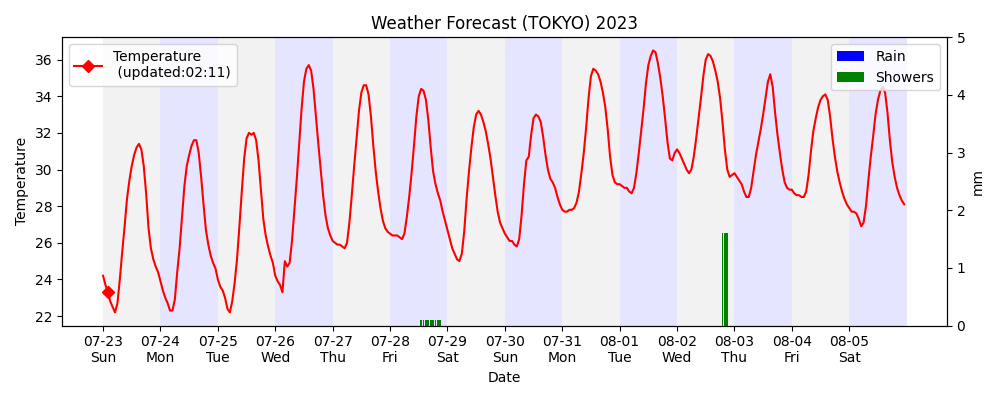 Weather Forecast (TOKYO) 2023
Temperature
(updated:02:11)
Rain
Showers
36
34
32
30
28
26
24
22
Temperature
5
4
3
2
1
0
mm
07-23 07-24 07-25 07-26 07-27 07-28 07-29 07-30 07-31 08-01 08-02 08-03 08-04 08-05
Sun Mon Tue Wed Thu Fri Sat Sun Mon Tue Wed Thu Fri Sat
Date